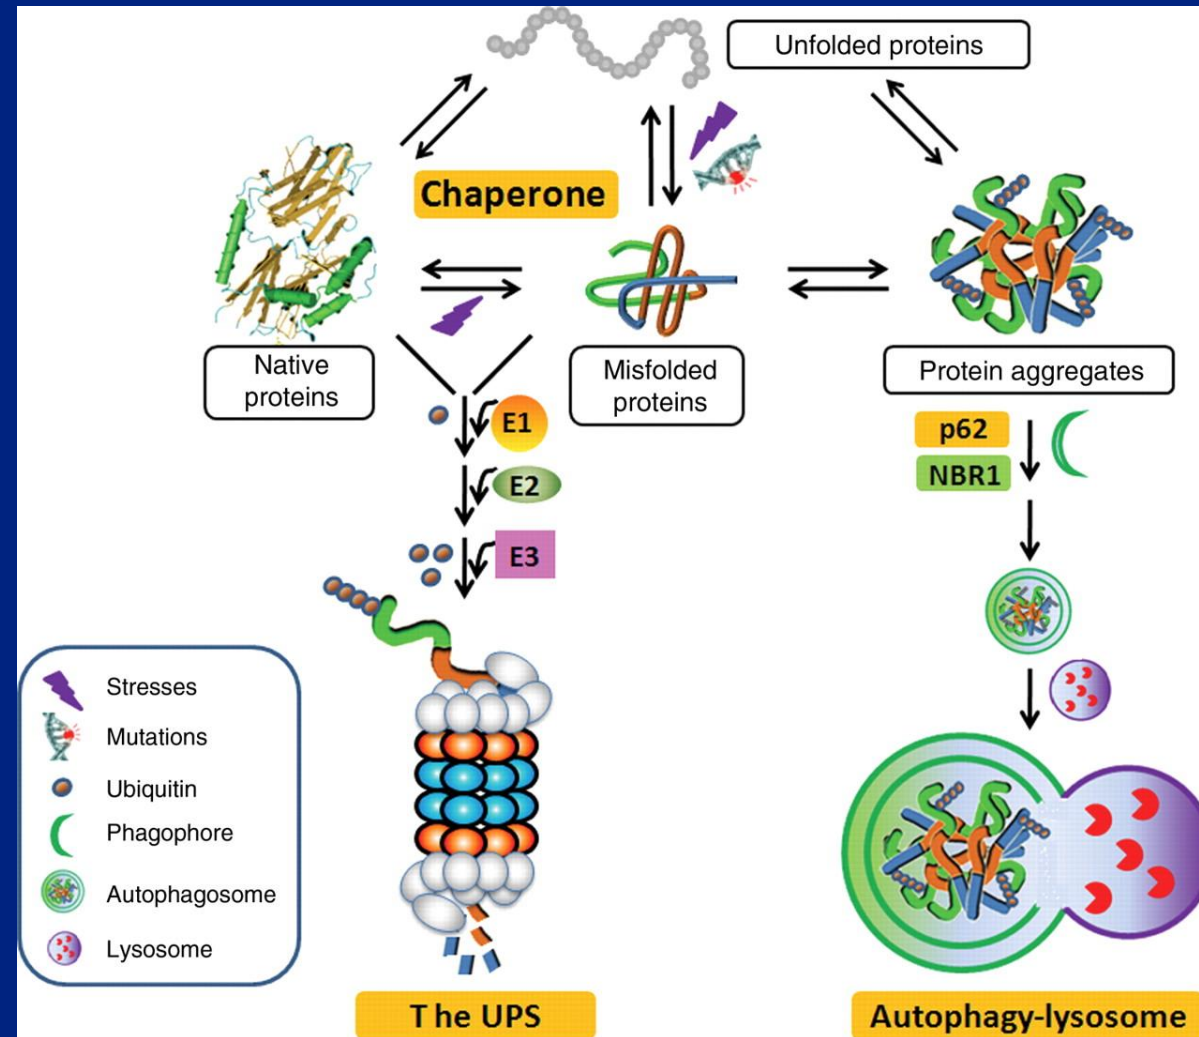 Unfolded proteins
Chaperone
Native
proteins
Misfolded
proteins
Protein aggregates
E1
E2
E3
p62
NBR1
Stresses
Mutations
Ubiquitin
Phagophore
Autophagosome
Lysosome
The UPS
Autophagy-lysosome